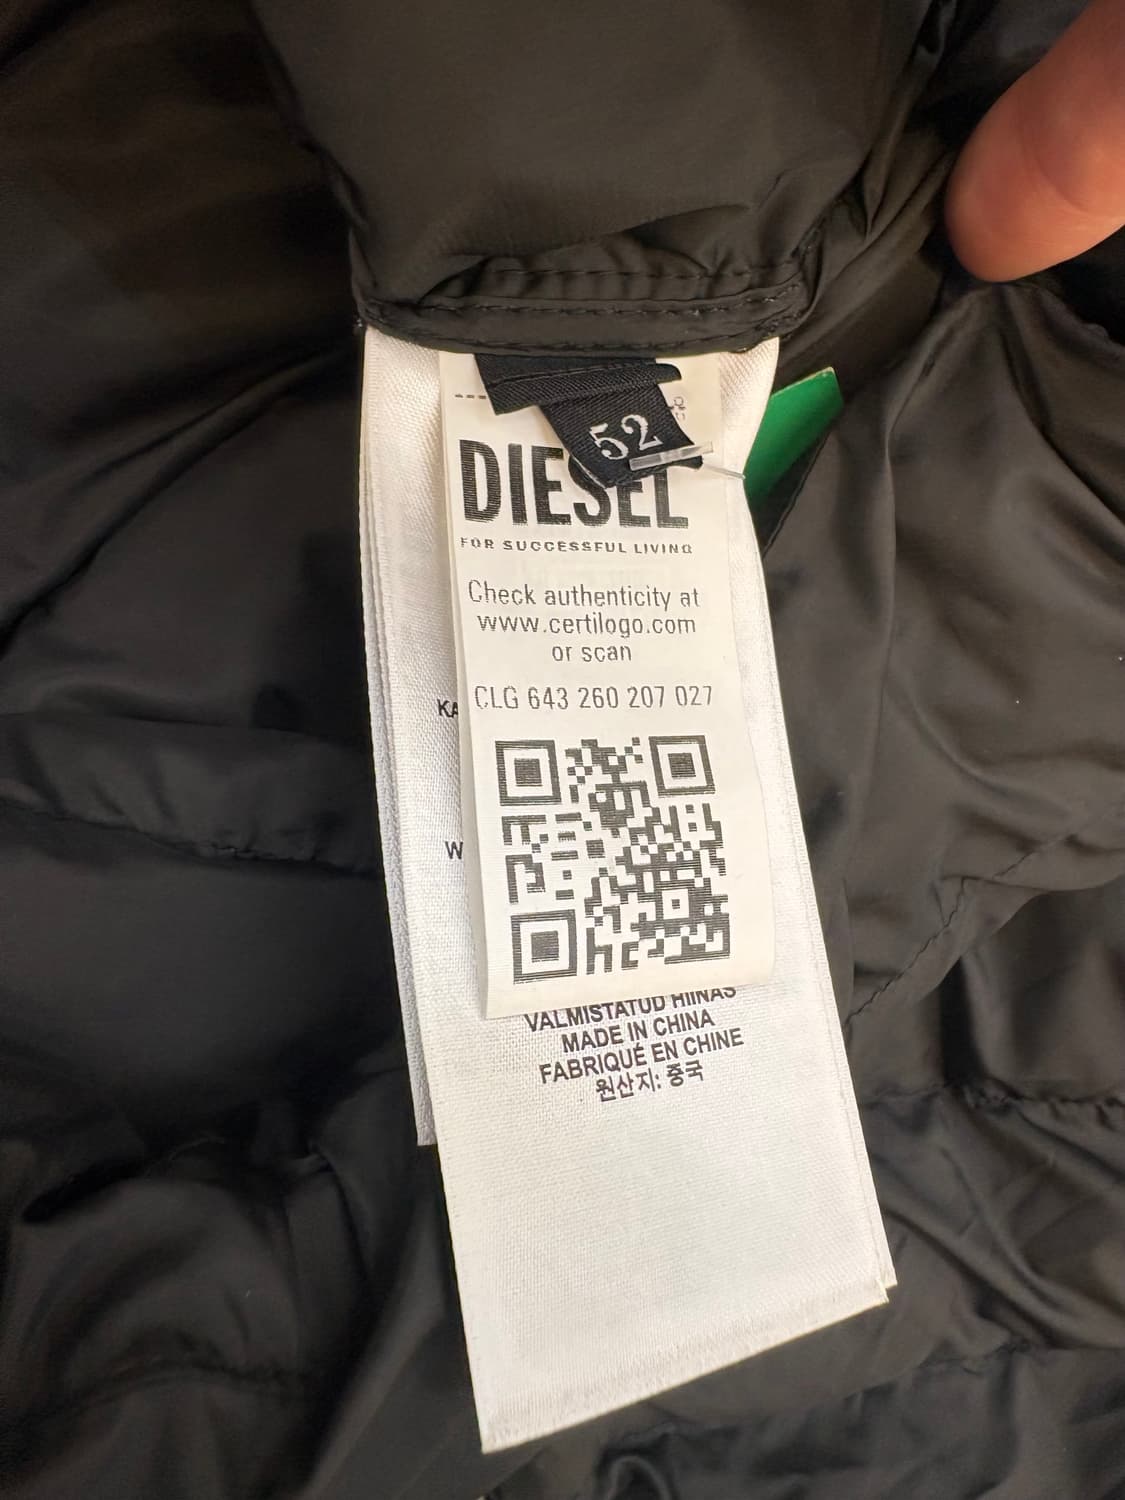 52
DIESEL
FOR SUCCESSFUL LIVING
Check authenticity at
www.certilogo.com
or scan
CLG 643 260 207 027
VALMISTATUD HIINAS
MADE IN CHINA
FABRIQUÉ EN CHINE
원산지: 중국